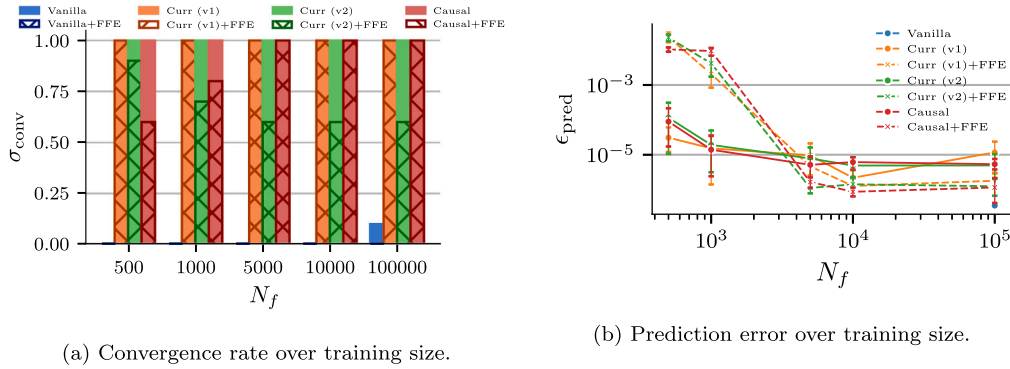 Vanilla Curr (v1) Curr (v2) Causal
Vanilla+FFE Curr (v1)+FFE Curr (v2)+FFE Causal+FFE
1.00
0.75
0.50
0.25
0.00
σconv
500 1000 5000 10000 100000
N_f
(a) Convergence rate over training size.
Vanilla
Curr (v1)
Curr (v1)+FFE
Curr (v2)
Curr (v2)+FFE
Causal
Causal+FFE
10⁻³
10⁻⁵
ϵpred
10³ 10⁴ 10⁵
N_f
(b) Prediction error over training size.